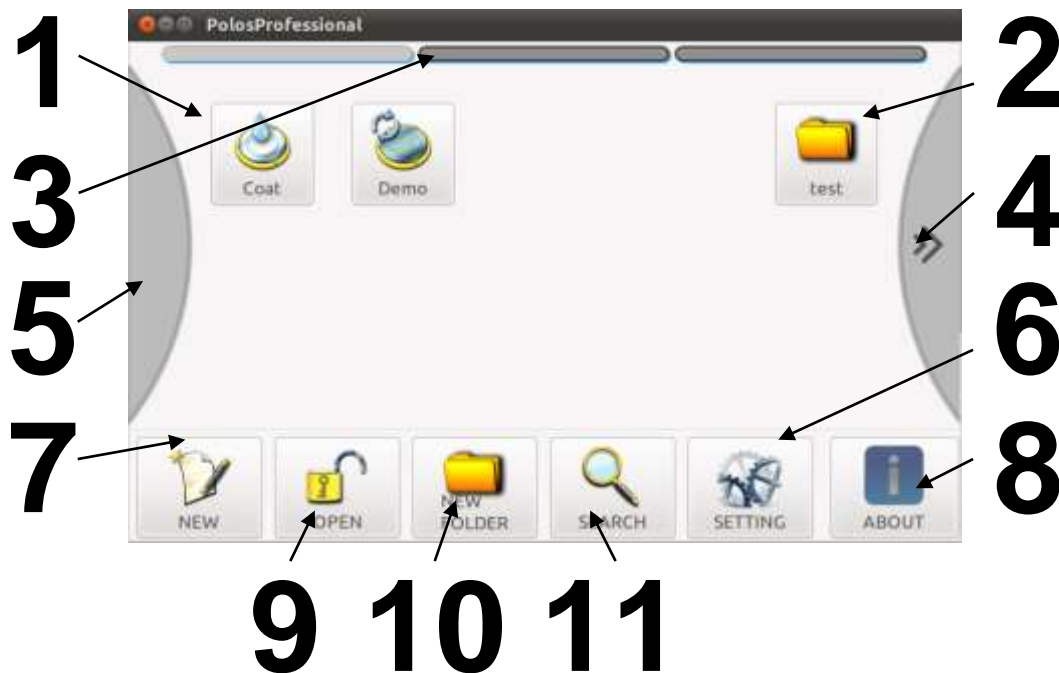 PolosProfessional
1
2
3
4
Coat
Demo
test
5
6
7
8
NEW
OPEN
NEW
FOLDER
SEARCH
SETTING
ABOUT
9
10
11